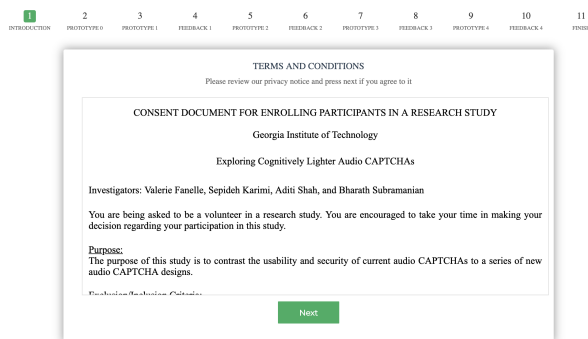 1 2 3 4 5 6 7 8 9 10 11
INTRODUCTION PROTOTYPE 0 PROTOTYPE 1 FEEDBACK 1 PROTOTYPE 2 FEEDBACK 2 PROTOTYPE 3 FEEDBACK 3 PROTOTYPE 4 FEEDBACK 4 FINISH
TERMS AND CONDITIONS
Please review our privacy notice and press next if you agree to it
CONSENT DOCUMENT FOR ENROLLING PARTICIPANTS IN A RESEARCH STUDY
Georgia Institute of Technology
Exploring Cognitively Lighter Audio CAPTCHAs
Investigators: Valerie Fanelle, Sepideh Karimi, Aditi Shah, and Bharath Subramanian
You are being asked to be a volunteer in a research study. You are encouraged to take your time in making your
decision regarding your participation in this study.
Purpose:
The purpose of this study is to contrast the usability and security of current audio CAPTCHAs to a series of new
audio CAPTCHA designs.
Exclusion/Inclusion Criteria:
Next